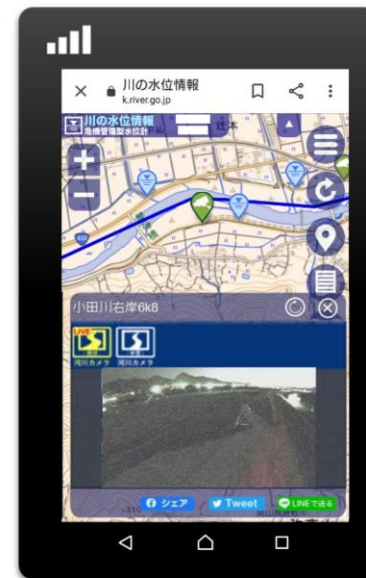 川の水位情報
k.river.go.jp
川の水位情報
危機管理型水位計
辻本
小田川右岸6k8
LIVE
河川カメラ
河川カメラ
シェア
Tweet
LINEで送る